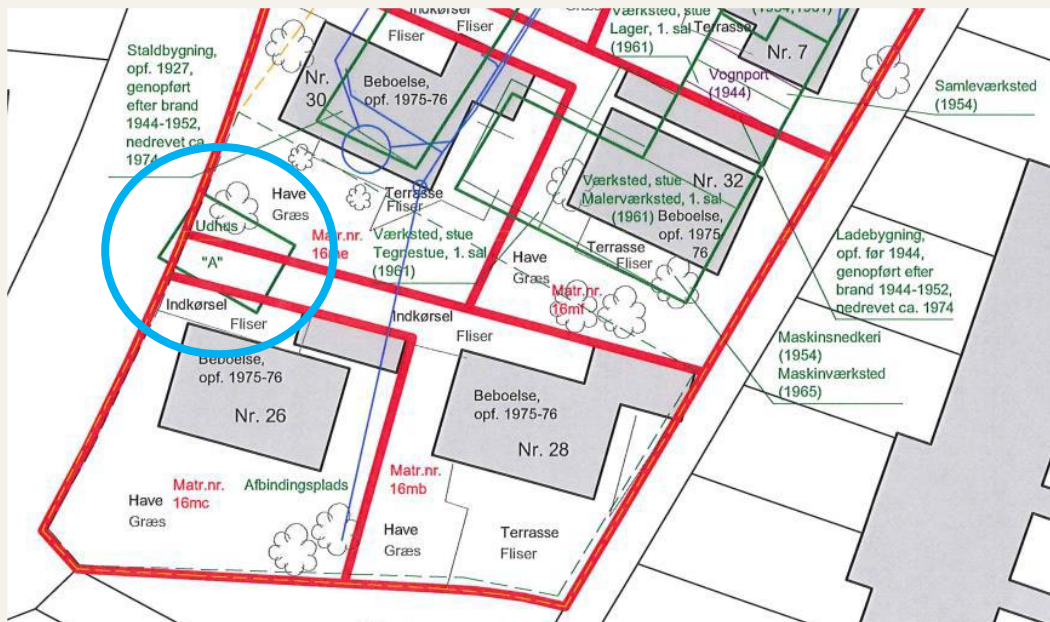 Indkørsel
Fliser
Fliser
Værksted, stue
Lager, 1. sal
(1961)
Terrasse
Nr. 7
Vognport
(1944)
Samleværksted
(1954)
Staldbygning,
opf. 1927,
genopført
efter brand
1944-1952,
nedrevet ca.
1974
Nr.
30
Beboelse,
opf. 1975-76
Have
Græs
Terrasse
Fliser
Udhus
"A"
Matr.nr.
16me
Værksted, stue
Tegnestue, 1. sal
(1961)
Værksted, stue
Malerværksted, 1. sal
(1961)
Nr. 32
Beboelse,
opf. 1975-
76
Terrasse
Fliser
Have
Græs
Matr.nr.
16mf
Ladebygning,
opf. før 1944,
genopført efter
brand 1944-1952,
nedrevet ca. 1974
Maskinsnedkeri
(1954)
Maskinværksted
(1965)
Indkørsel
Fliser
Indkørsel
Fliser
Beboelse,
opf. 1975-76
Nr. 26
Beboelse,
opf. 1975-76
Nr. 28
Matr.nr.
16mc
Afbindingsplads
Matr.nr.
16mb
Have
Græs
Have
Græs
Terrasse
Fliser